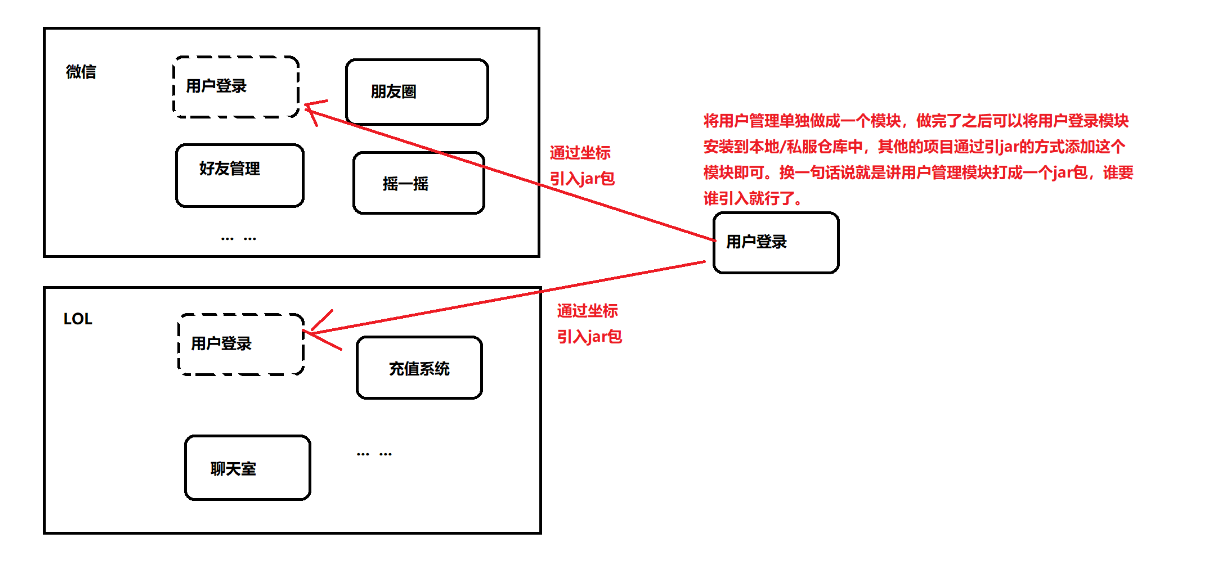 微信
用户登录
朋友圈
好友管理
摇一摇
... ...
通过坐标
引入jar包
将用户管理单独做成一个模块，做完了之后可以将用户登录模块
安装到本地/私服仓库中，其他的项目通过引jar的方式添加这个
模块即可。换一句话说就是讲用户管理模块打成一个jar包，谁要
谁引入就行了。
用户登录
LOL
用户登录
充值系统
聊天室
... ...
通过坐标
引入jar包